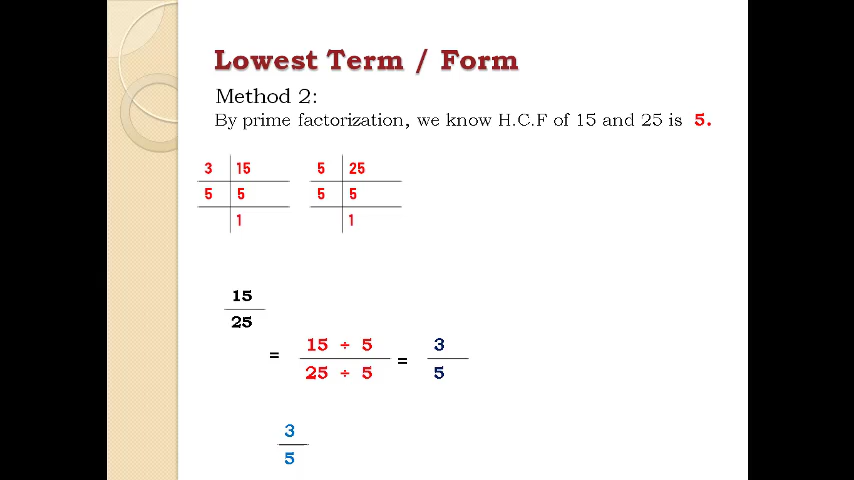 Lowest Term / Form
Method 2:
By prime factorization, we know H.C.F of 15 and 25 is 5.
3 15 5 25
5 5 5 5
1 1
15
25
= 15 ÷ 5 = 3
25 ÷ 5 5
3
5